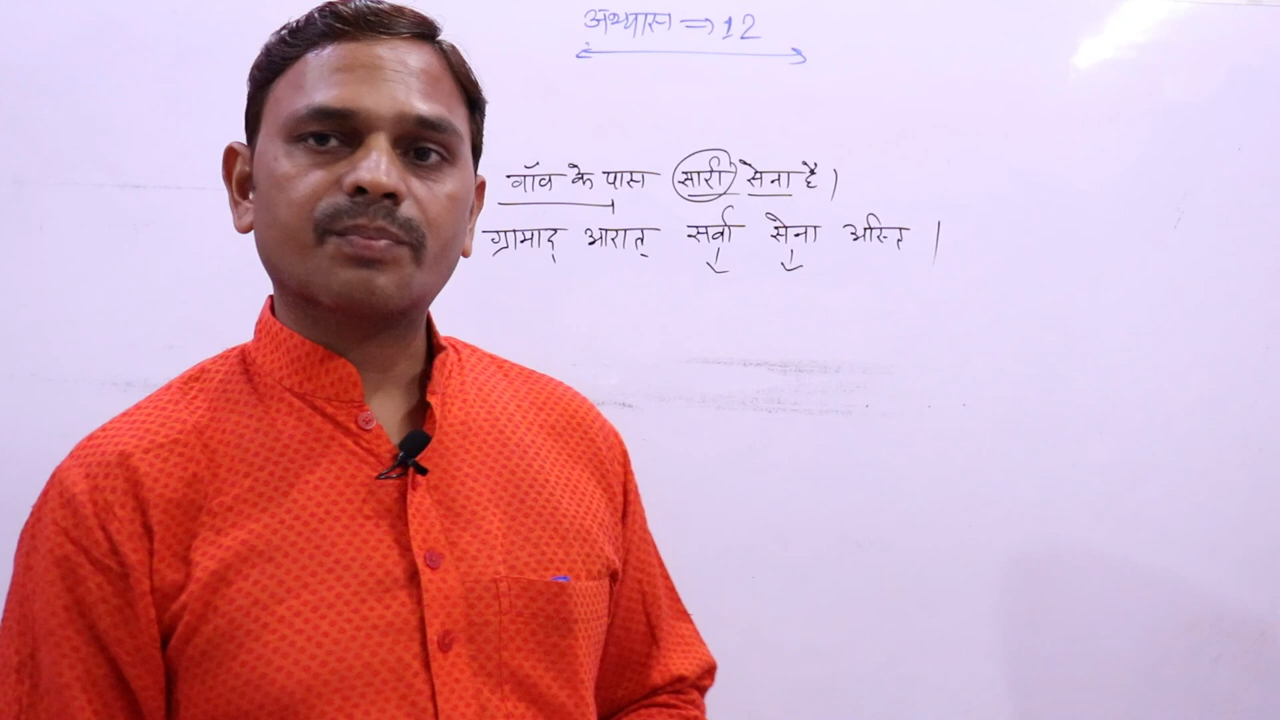 अभ्यास ⇒ 12
गाँव के पास सारी सेना है।
ग्रामाद् आरात् सर्वा सेना अस्ति ।